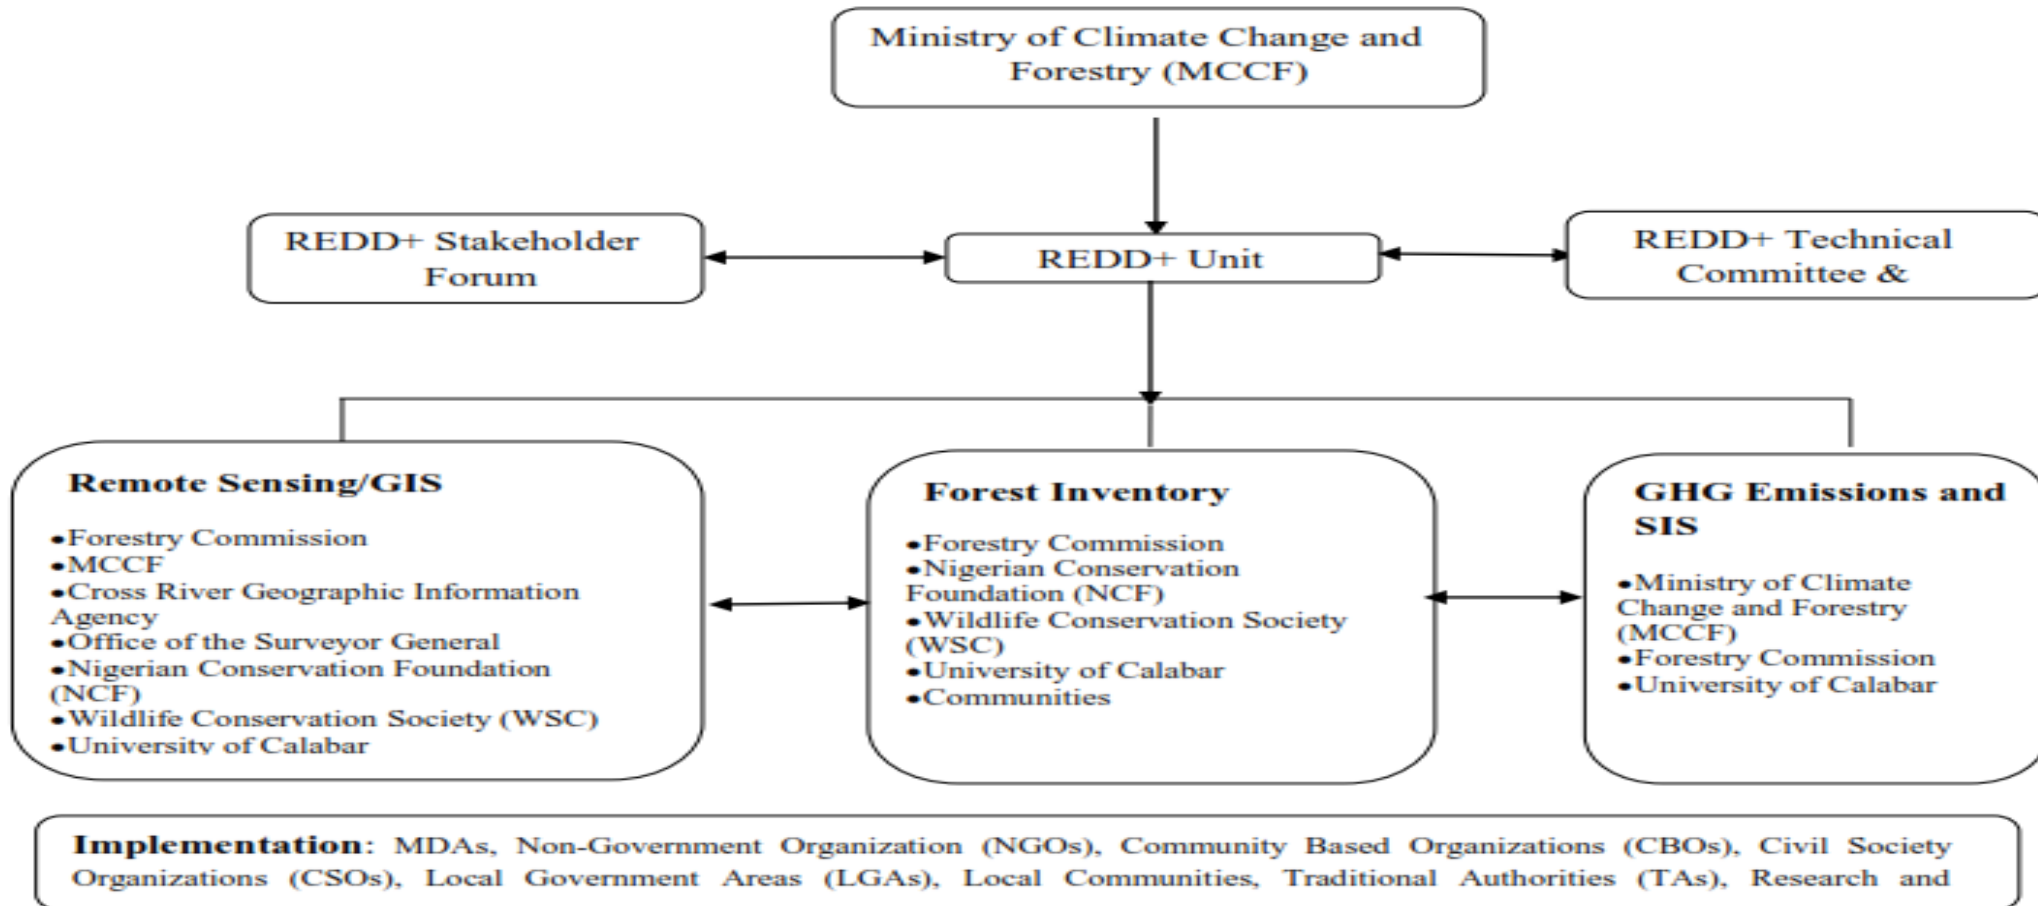 Ministry of Climate Change and
Forestry (MCCF)
REDD+ Stakeholder
Forum
REDD+ Unit
REDD+ Technical
Committee &
Remote Sensing/GIS
•Forestry Commission
•MCCF
•Cross River Geographic Information
Agency
•Office of the Surveyor General
•Nigerian Conservation Foundation
(NCF)
•Wildlife Conservation Society (WSC)
•University of Calabar
Forest Inventory
•Forestry Commission
•Nigerian Conservation
Foundation (NCF)
•Wildlife Conservation Society
(WSC)
•University of Calabar
•Communities
GHG Emissions and
SIS
•Ministry of Climate
Change and Forestry
(MCCF)
•Forestry Commission
•University of Calabar
Implementation: MDAs, Non-Government Organization (NGOs), Community Based Organizations (CBOs), Civil Society
Organizations (CSOs), Local Government Areas (LGAs), Local Communities, Traditional Authorities (TAs), Research and